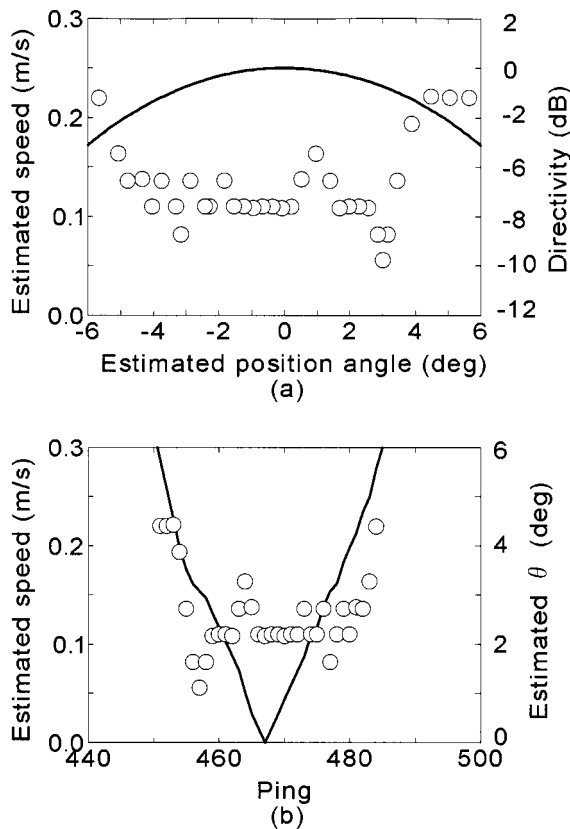 (a)
0.3
0.2
0.1
0.0
Estimated speed (m/s)
2
0
-2
-4
-6
-8
-10
-12
Directivity (dB)
-6 -4 -2 0 2 4 6
Estimated position angle (deg)
(a)
0.3
0.2
0.1
0.0
Estimated speed (m/s)
6
4
2
0
Estimated θ (deg)
440 460 480 500
Ping
(b)